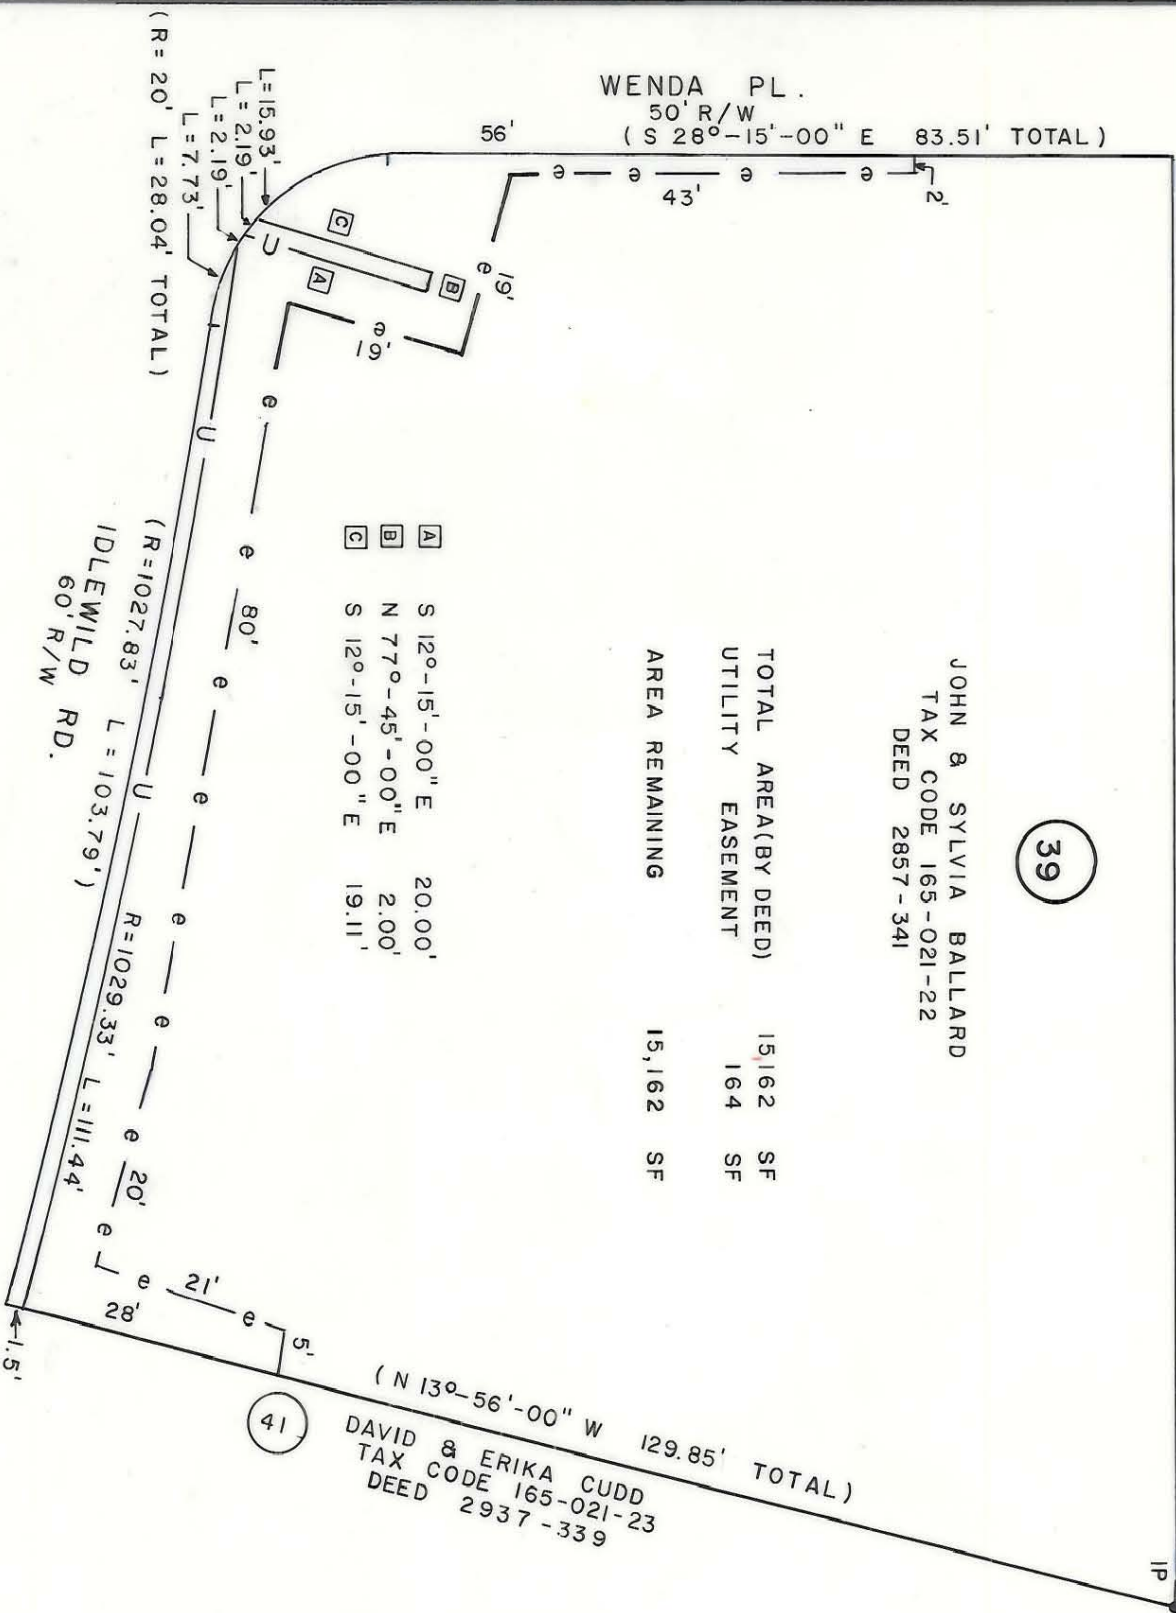 WENDA PL.
50' R/W
( S 28°-15'-00" E 83.51' TOTAL )
56'
2'
e e e e
43'
19'
e
L=15.93'
L = 2.19'
L = 2.19'
L = 7.73'
( R = 20' L = 28.04' TOTAL )
C
B
A
U
e
19'
39
JOHN & SYLVIA BALLARD
TAX CODE 165-021-22
DEED 2857-341
TOTAL AREA(BY DEED) 15,162 SF
UTILITY EASEMENT 164 SF
AREA REMAINING 15,162 SF
A S 12°-15'-00" E 20.00'
B N 77°-45'-00" E 2.00'
C S 12°-15'-00" E 19.11'
e e 80' e e e e e 20' e
U U
R=1029.33' L=111.44'
( R=1027.83' L = 103.79' )
IDLEWILD RD.
60' R/W
e 21' e
5'
28'
1.5'
( N 13°-56'-00" W 129.85' TOTAL )
41
DAVID & ERIKA CUDD
TAX CODE 165-021-23
DEED 2937-339
IP